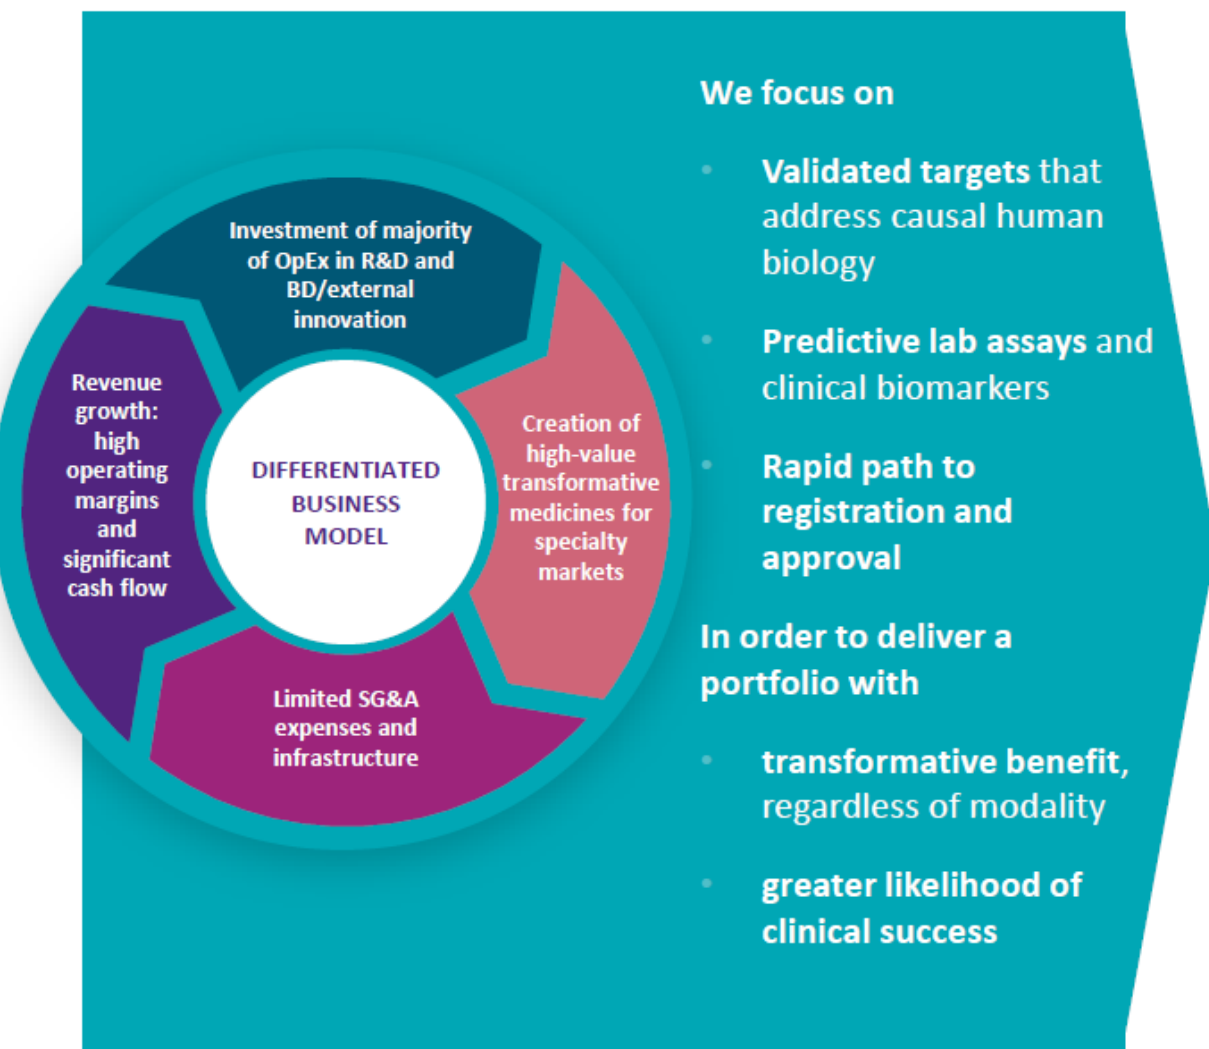 Investment of majority
of OpEx in R&D and
BD/external
innovation
Creation of
high-value
transformative
medicines for
specialty
markets
Limited SG&A
expenses and
infrastructure
Revenue
growth:
high
operating
margins
and
significant
cash flow
DIFFERENTIATED
BUSINESS
MODEL
We focus on
• Validated targets that
address causal human
biology
• Predictive lab assays and
clinical biomarkers
• Rapid path to
registration and
approval
In order to deliver a
portfolio with
• transformative benefit,
regardless of modality
• greater likelihood of
clinical success